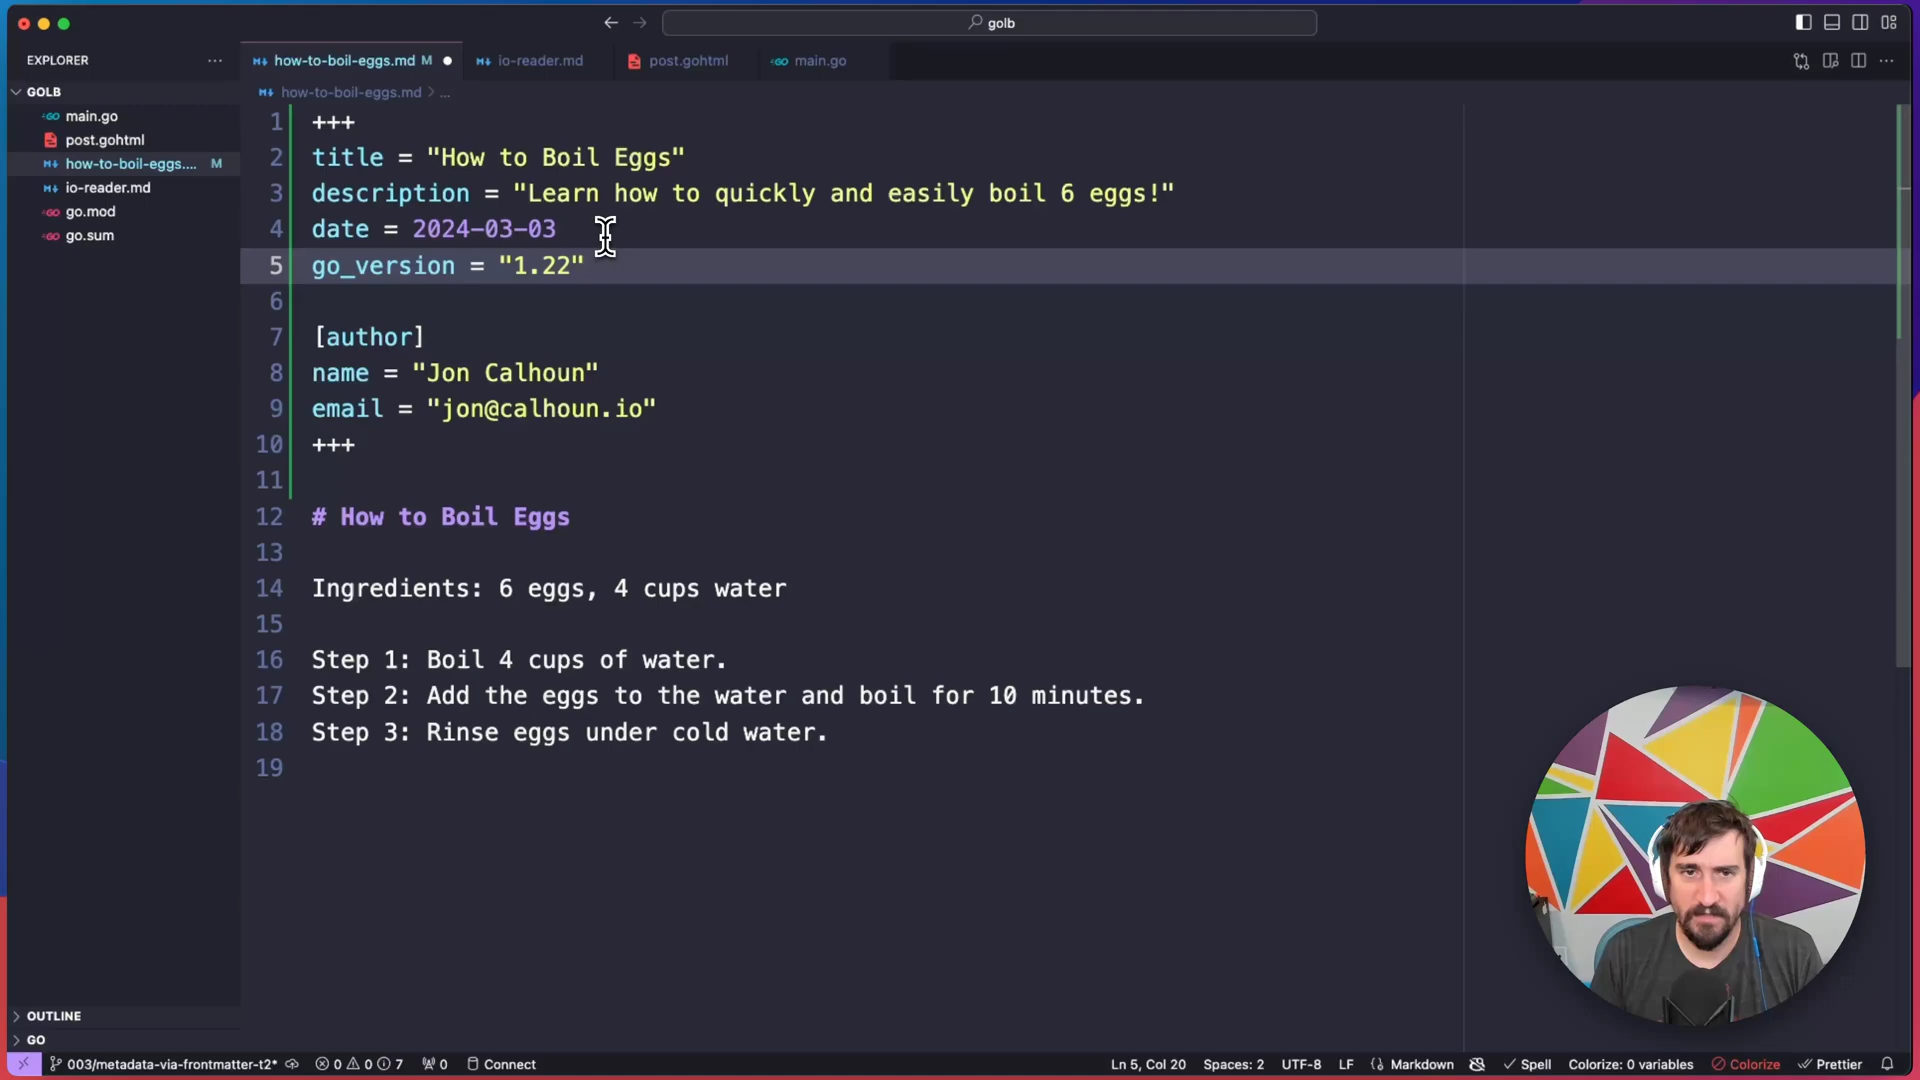 golb
EXPLORER
how-to-boil-eggs.md M
io-reader.md
post.gohtml
main.go
GOLB
main.go
post.gohtml
how-to-boil-eggs.... M
io-reader.md
go.mod
go.sum
how-to-boil-eggs.md > ...
1 +++
2 title = "How to Boil Eggs"
3 description = "Learn how to quickly and easily boil 6 eggs!"
4 date = 2024-03-03
5 go_version = "1.22"
6
7 [author]
8 name = "Jon Calhoun"
9 email = "jon@calhoun.io"
10 +++
11
12 # How to Boil Eggs
13
14 Ingredients: 6 eggs, 4 cups water
15
16 Step 1: Boil 4 cups of water.
17 Step 2: Add the eggs to the water and boil for 10 minutes.
18 Step 3: Rinse eggs under cold water.
19
OUTLINE
GO
003/metadata-via-frontmatter-t2* 0 0 7 0 Connect Ln 5, Col 20 Spaces: 2 UTF-8 LF Markdown Spell Colorize: 0 variables Colorize Prettier